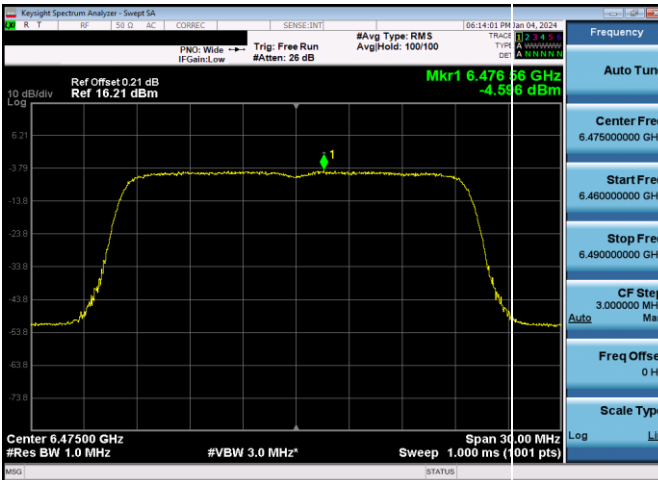 Keysight Spectrum Analyzer - Swept SA
R T RF 50 Ω AC CORREC SENSE:INT 06:14:01 PM Jan 04, 2024
Frequency
#Avg Type: RMS
TRACE 1 2 3 4 5 6
PNO: Wide Trig: Free Run Avg|Hold: 100/100
TYPE A WWWWW
IFGain:Low #Atten: 26 dB
DET A N N N N N
Auto Tun
Mkr1 6.476 56 GHz
Ref Offset 0.21 dB
-4.596 dBm
10 dB/div Ref 16.21 dBm
Log
Center Fre
6.475000000 GH
6.21
1
-3.79
Start Fre
6.460000000 GH
-13.8
-23.8
Stop Fre
6.490000000 GH
-33.8
-43.8
CF Ste
3.000000 MH
Auto Ma
-53.8
-63.8
Freq Offse
0 H
-73.8
Scale Type
Log Li
Center 6.47500 GHz Span 30.00 MHz
#Res BW 1.0 MHz #VBW 3.0 MHz* Sweep 1.000 ms (1001 pts)
MSG STATUS